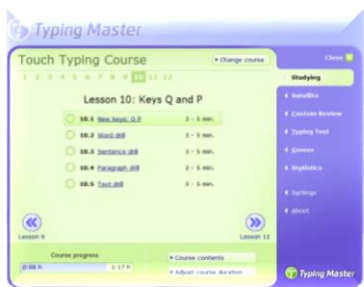 Typing Master
Touch Typing Course
Change course
1 2 3 4 5 6 7 8 9 10 11 12
Lesson 10: Keys Q and P
10.1 New keys: Q P 3 - 5 min.
10.2 Word drill 3 - 5 min.
10.3 Sentence drill 3 - 5 min.
10.4 Paragraph drill 3 - 5 min.
10.5 Text drill 3 - 5 min.
Lesson 9
Lesson 11
Course progress
0:08 h 1:17 h
Course contents
Adjust course duration
Close
Studying
Satellite
Custom Review
Typing Test
Games
Statistics
Settings
About
Typing Master